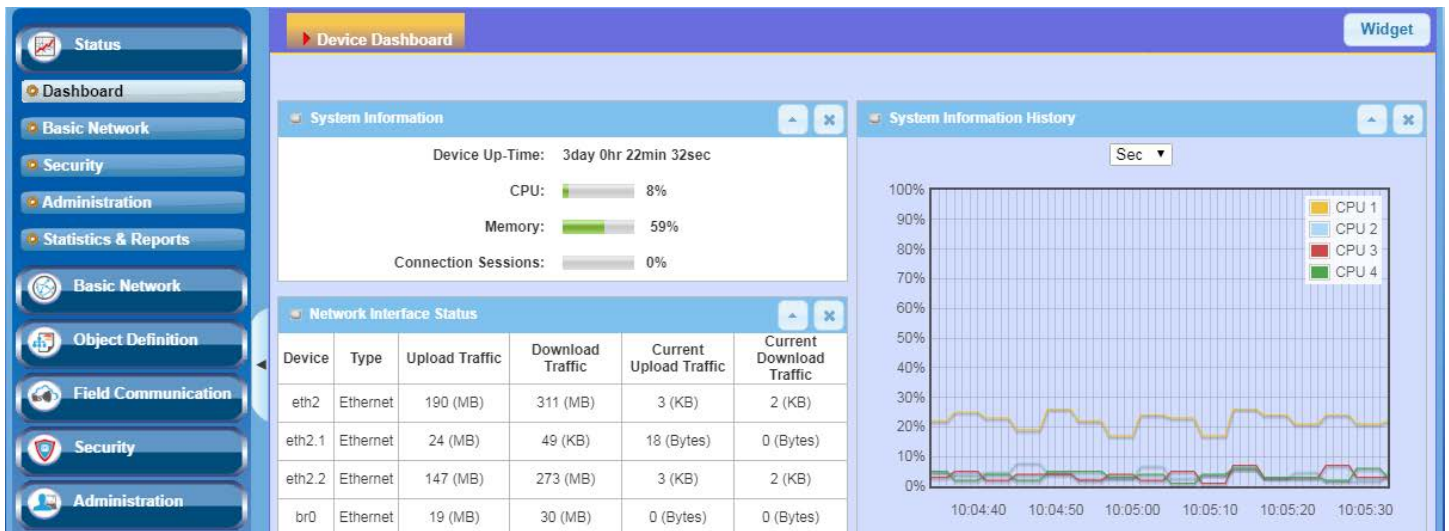 Status
Dashboard
Basic Network
Security
Administration
Statistics & Reports
Basic Network
Object Definition
Field Communication
Security
Administration
Device Dashboard
Widget
System Information
Device Up-Time: 3day 0hr 22min 32sec
CPU: 8%
Memory: 59%
Connection Sessions: 0%
Network Interface Status
Device Type Upload Traffic Download Traffic Current Upload Traffic Current Download Traffic
eth2 Ethernet 190 (MB) 311 (MB) 3 (KB) 2 (KB)
eth2.1 Ethernet 24 (MB) 49 (KB) 18 (Bytes) 0 (Bytes)
eth2.2 Ethernet 147 (MB) 273 (MB) 3 (KB) 2 (KB)
br0 Ethernet 19 (MB) 30 (MB) 0 (Bytes) 0 (Bytes)
System Information History
Sec
100%
90%
80%
70%
60%
50%
40%
30%
20%
10%
0%
CPU 1
CPU 2
CPU 3
CPU 4
10:04:40 10:04:50 10:05:00 10:05:10 10:05:20 10:05:30